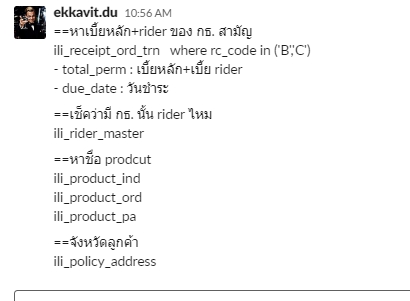 ekkavit.du 10:56 AM
==หาเบี้ยหลัก+rider ของ กธ. สามัญ
ili_receipt_ord_trn where rc_code in ('B','C')
- total_perm : เบี้ยหลัก+เบี้ย rider
- due_date : วันชำระ
==เช็คว่ามี กธ. นั้น rider ไหม
ili_rider_master
==หาชื่อ prodcut
ili_product_ind
ili_product_ord
ili_product_pa
==จังหวัดลูกค้า
ili_policy_address